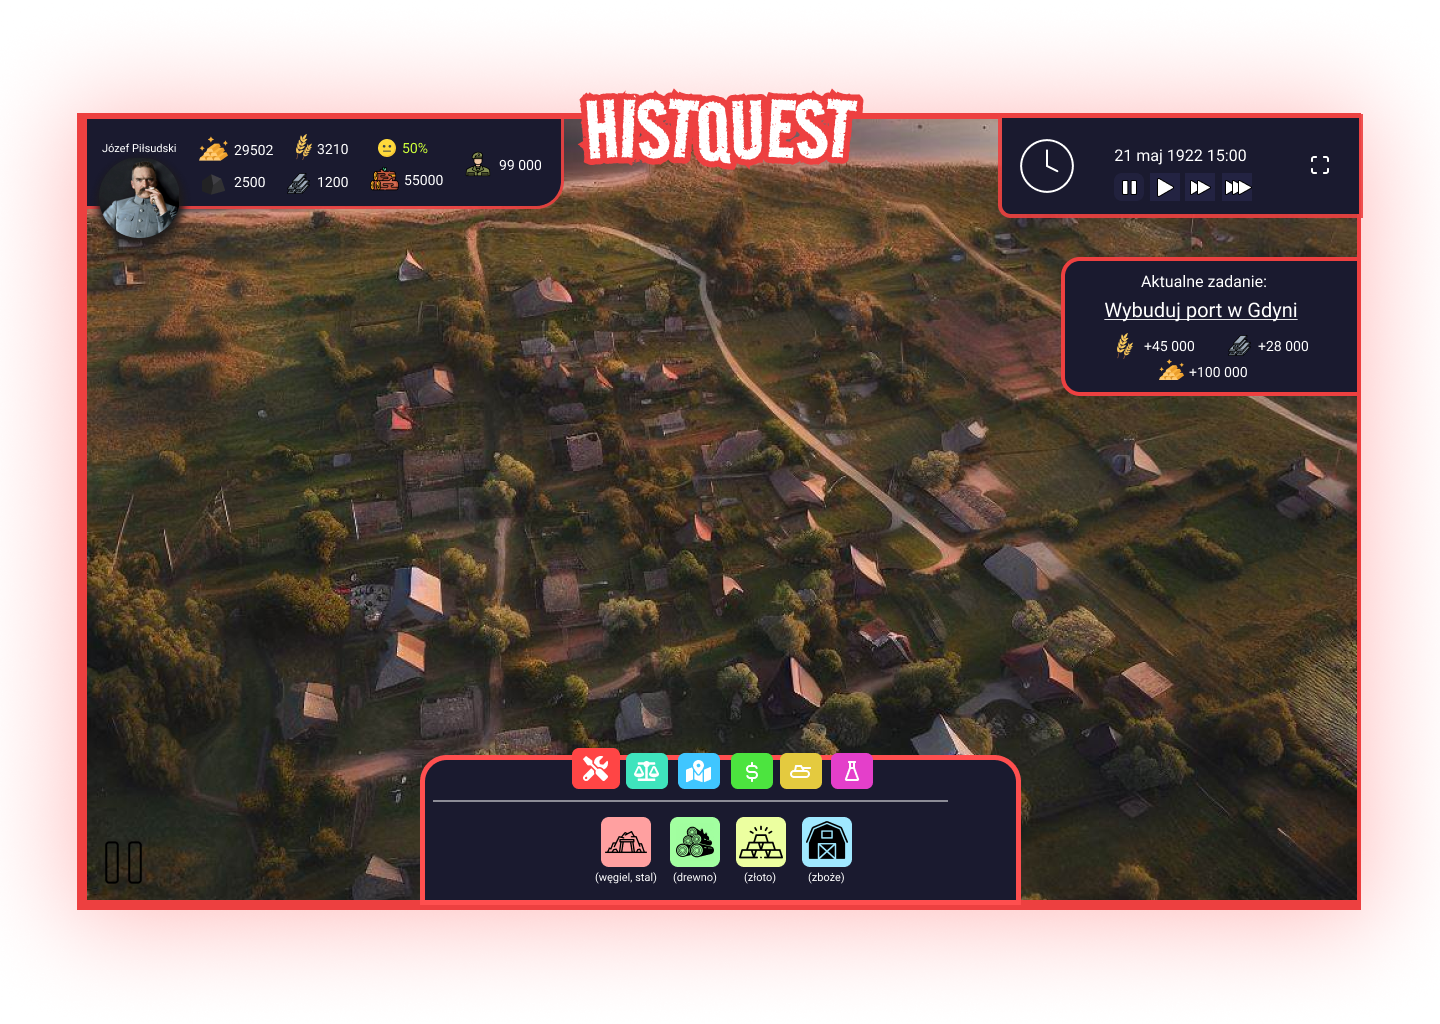 HISTQUEST
Józef Piłsudski
29502
3210
50%
99 000
2500
1200
55000
21 maj 1922 15:00
Aktualne zadanie:
Wybuduj port w Gdyni
+45 000
+28 000
+100 000
$
(węgiel, stal)
(drewno)
(złoto)
(zboże)